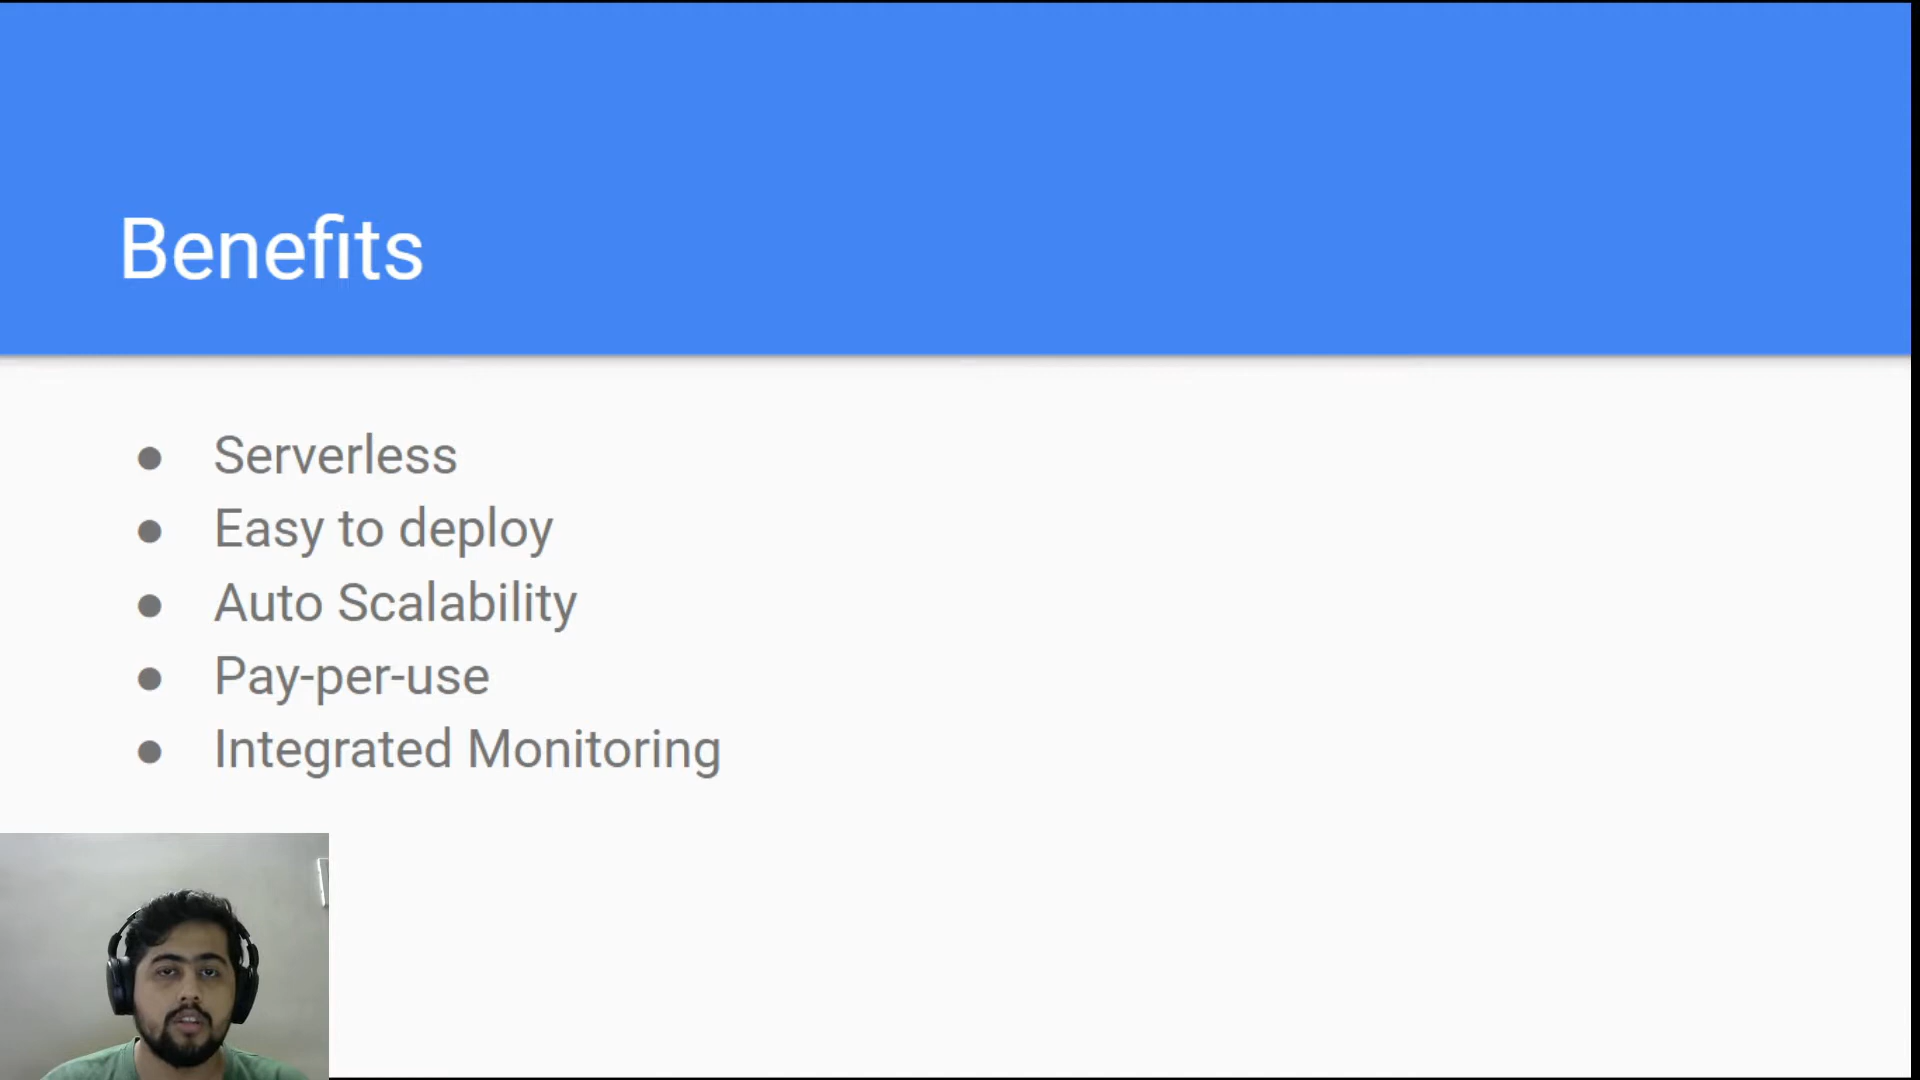 Benefits
● Serverless
● Easy to deploy
● Auto Scalability
● Pay-per-use
● Integrated Monitoring